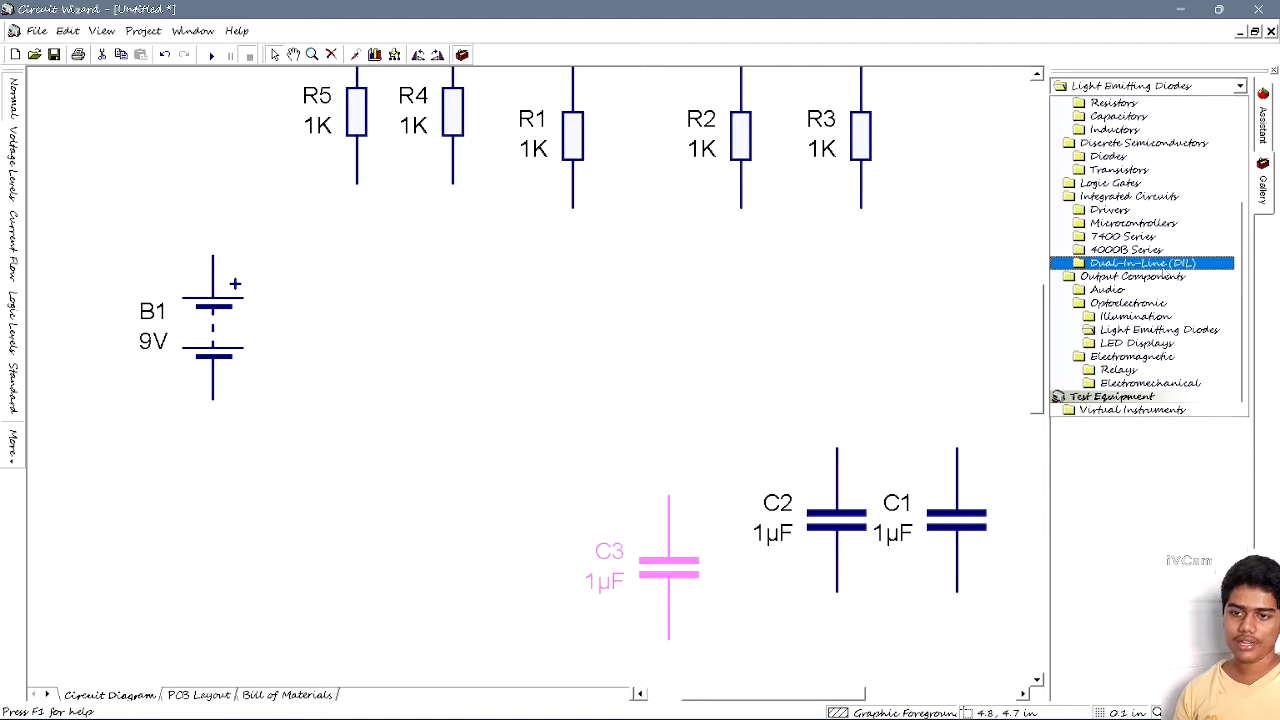 Circuit Wizard - [Untitled *]
File Edit View Project Window Help
Normal
Voltage Levels
Current Flow
Logic Levels
Standard
More
R5
1K
R4
1K
R1
1K
R2
1K
R3
1K
B1
9V
+
C3
1µF
C2
1µF
C1
1µF
Light Emitting Diodes
Resistors
Capacitors
Inductors
Discrete Semiconductors
Diodes
Transistors
Logic Gates
Integrated Circuits
Drivers
Microcontrollers
7400 Series
4000B Series
Dual-In-Line (DIL)
Output Components
Audio
Optoelectronic
Illumination
Light Emitting Diodes
LED Displays
Electromagnetic
Relays
Electromechanical
Test Equipment
Virtual Instruments
Assistant
Gallery
iVCam
Circuit Diagram PCB Layout Bill of Materials
Press F1 for help
Graphic Foregroun
4.8, 4.7 in
0.1 in